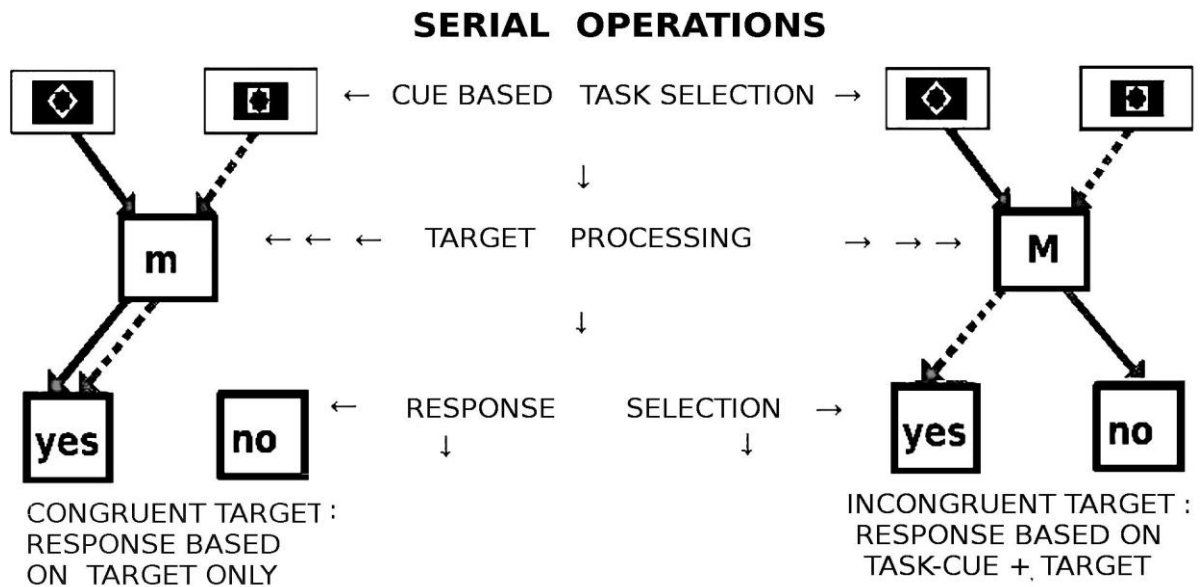 SERIAL OPERATIONS
← CUE BASED TASK SELECTION →
↓
m
← ← ← TARGET PROCESSING → → →
M
↓
yes
no
← RESPONSE SELECTION →
yes
no
↓ ↓
CONGRUENT TARGET :
RESPONSE BASED
ON TARGET ONLY
INCONGRUENT TARGET :
RESPONSE BASED ON
TASK-CUE + TARGET